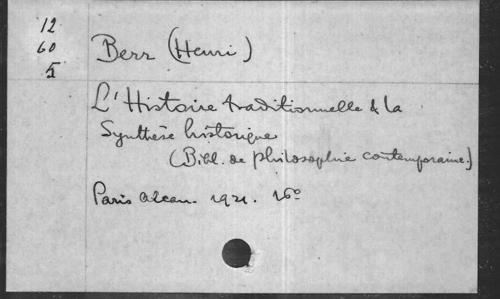 12
60
5
Berr (Henri)
L'Histoire traditionnelle & la
Synthèse historique
(Bibl. de philosophie contemporaine.)
Paris Alcan. 1921. 16º